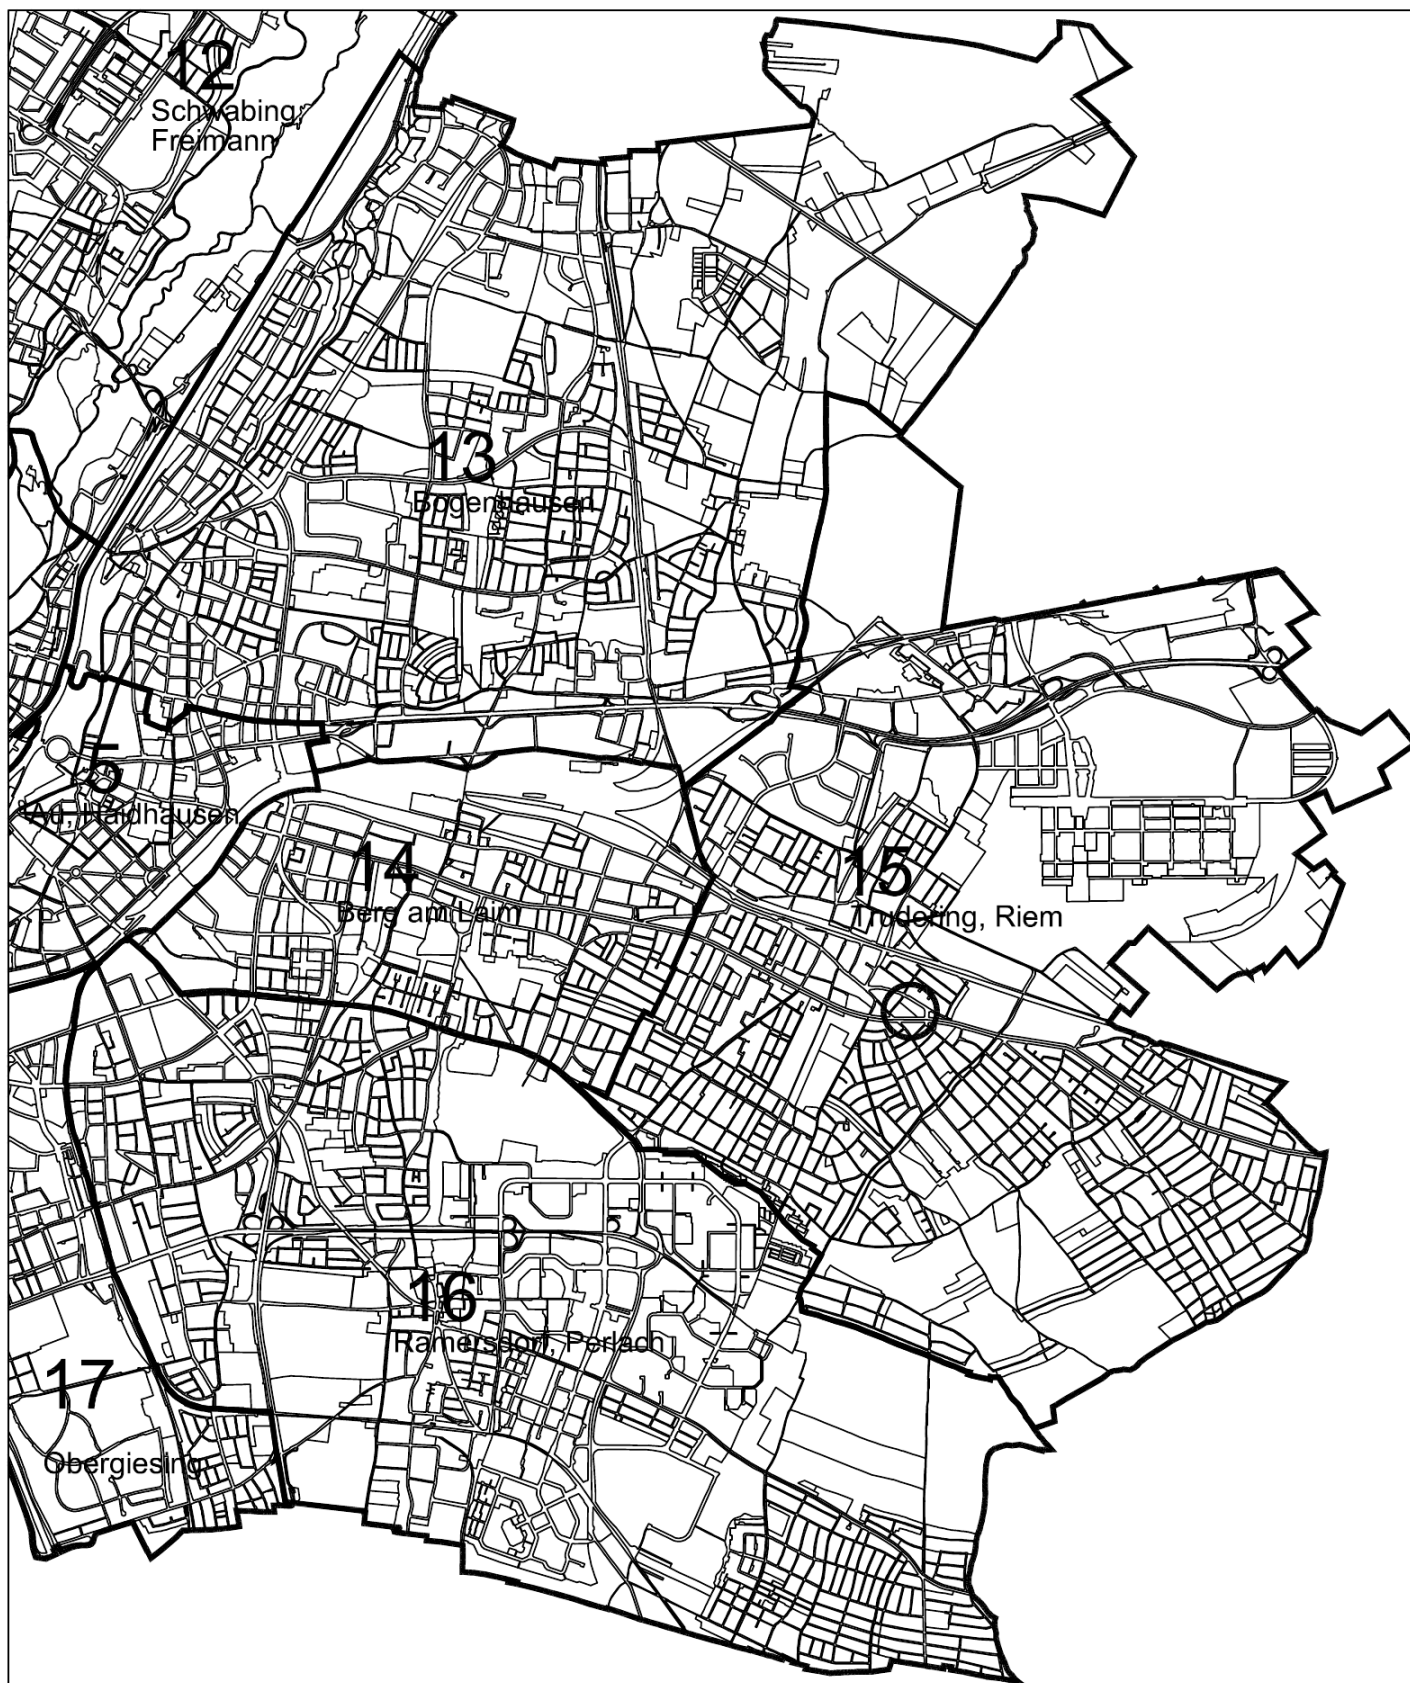 12
Schwabing,
Freimann
13
Bogenhausen
5
Au, Haidhausen
14
Berg am Laim
15
Trudering, Riem
16
Ramersdorf, Perlach
17
Obergiesing